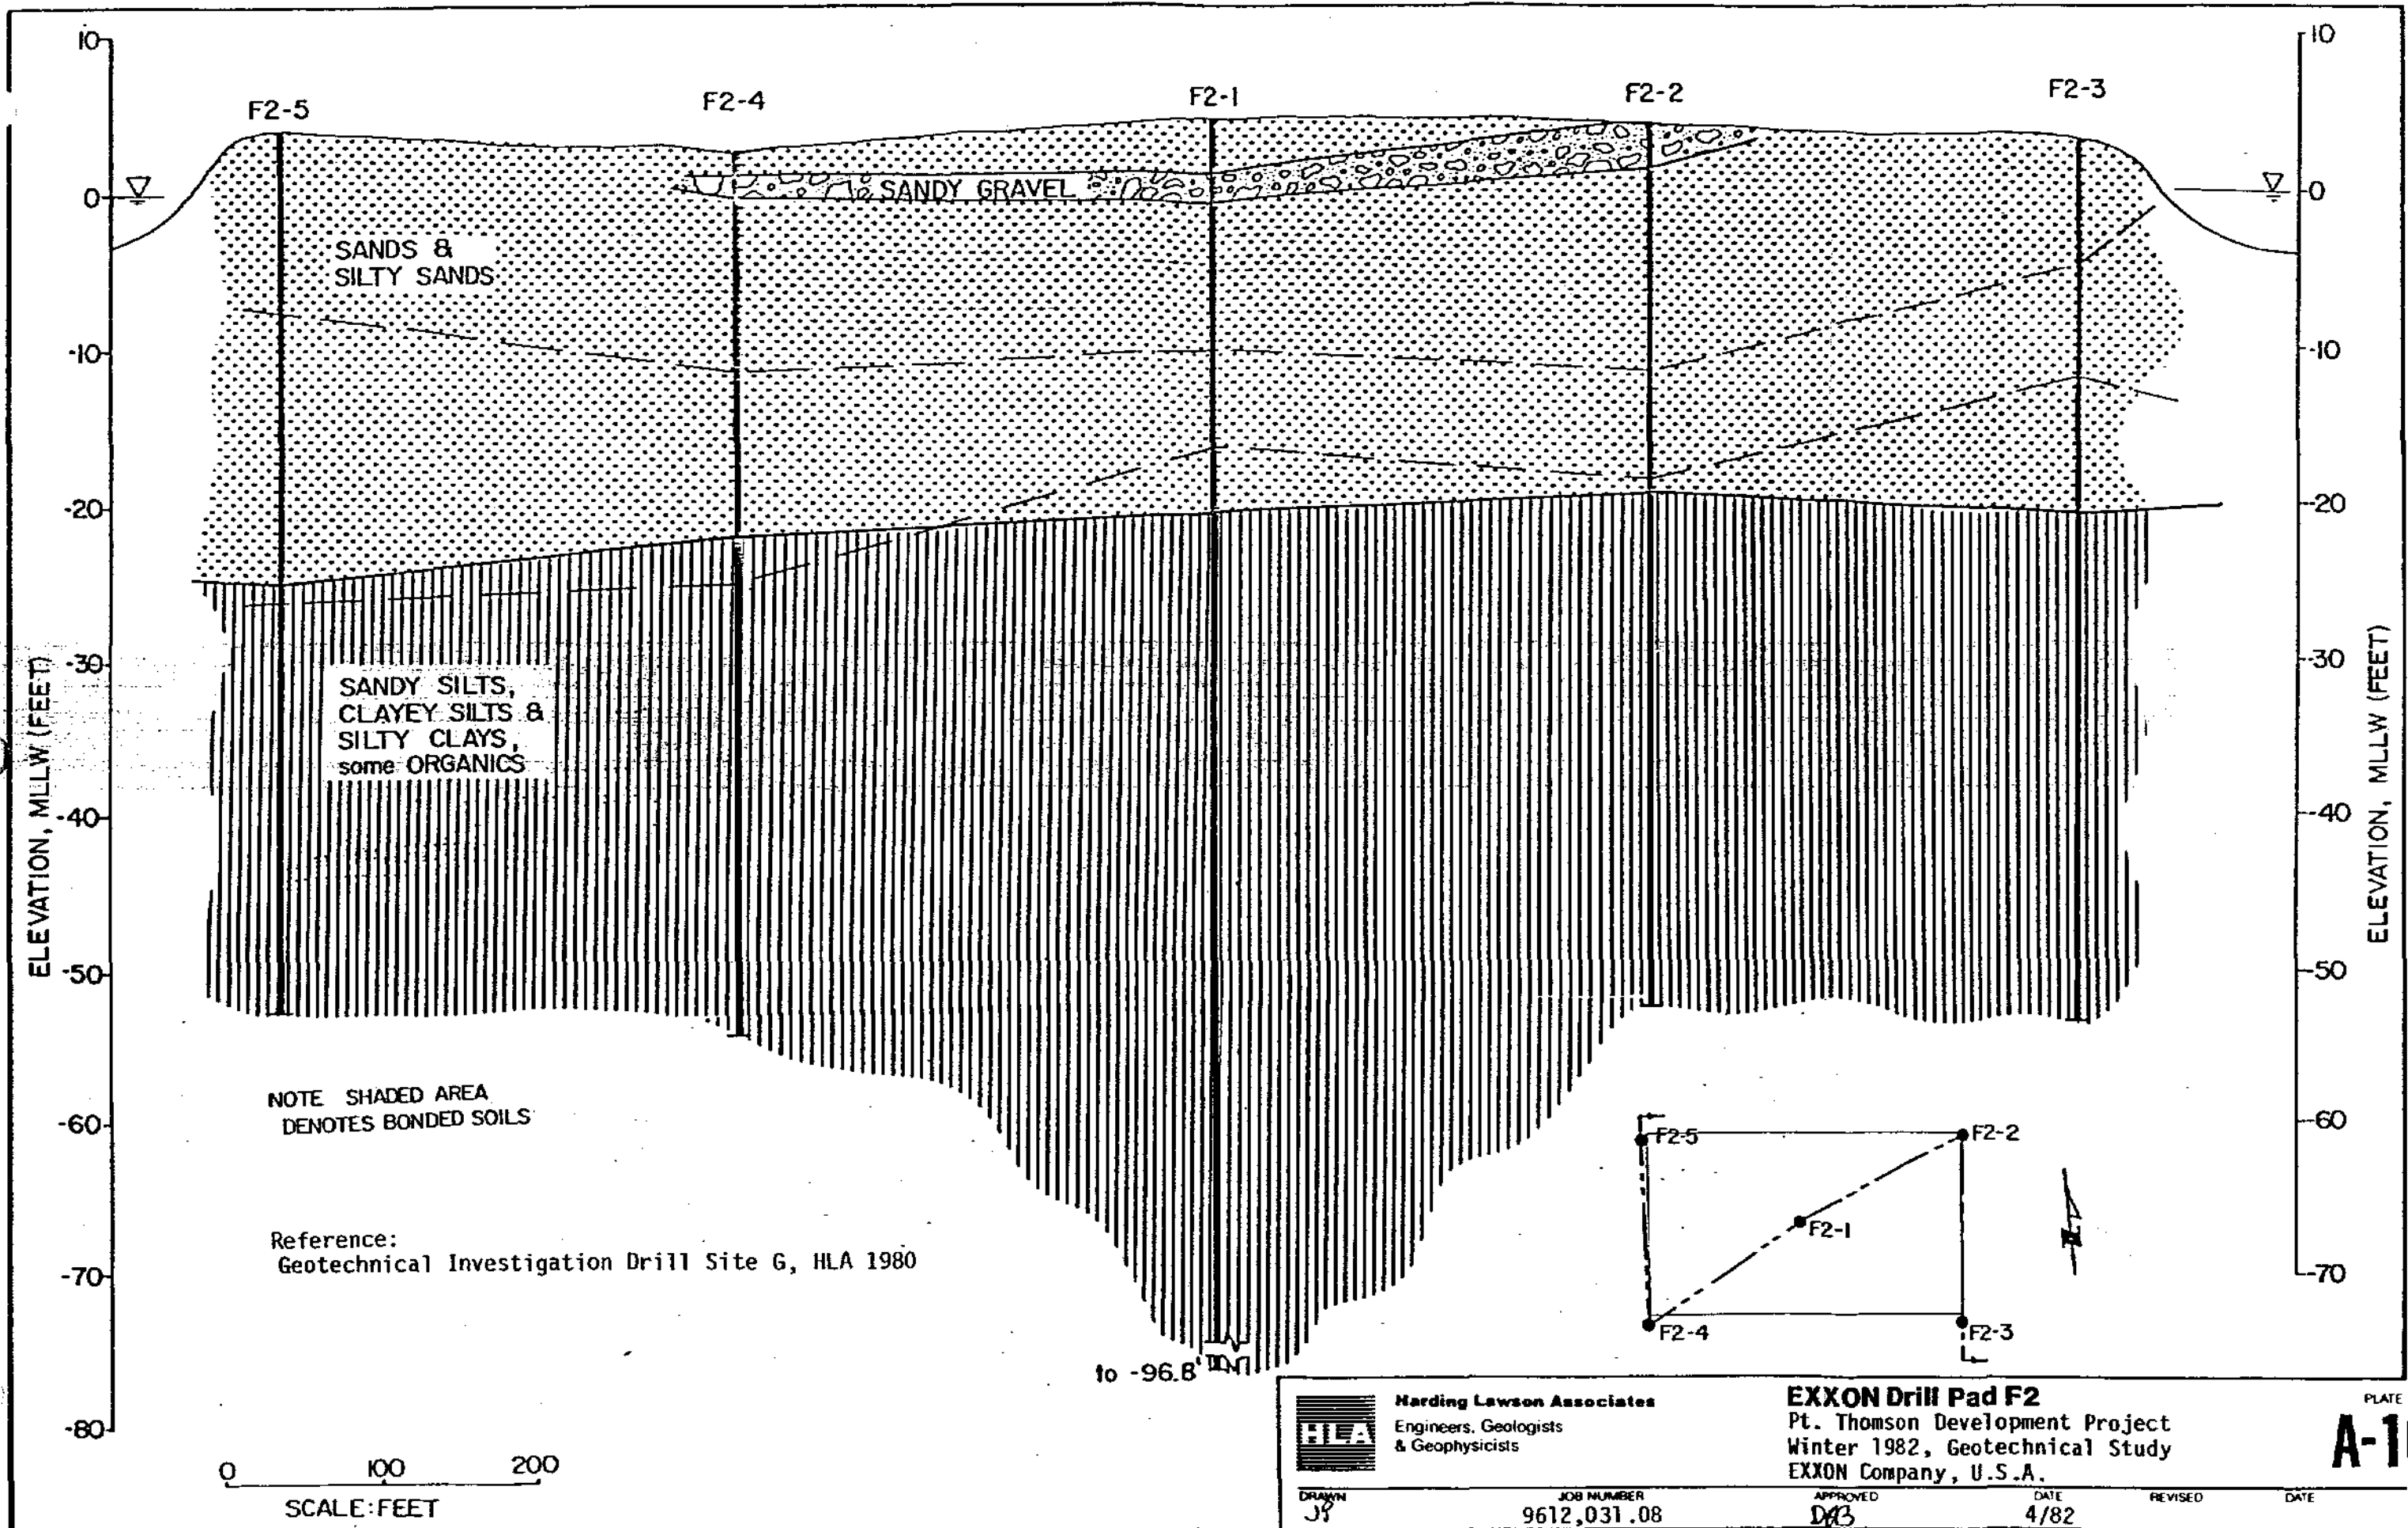 10
0
-10
-20
-30
-40
-50
-60
-70
-80
ELEVATION, MLLW (FEET)
F2-5
F2-4
F2-1
F2-2
F2-3
SANDY GRAVEL
SANDS &
SILTY SANDS
SANDY SILTS,
CLAYEY SILTS &
SILTY CLAYS,
some ORGANICS
10
0
-10
-20
-30
-40
-50
-60
-70
ELEVATION, MLLW (FEET)
NOTE SHADED AREA
DENOTES BONDED SOILS
Reference:
Geotechnical Investigation Drill Site G, HLA 1980
to -96.8'
F2-5
F2-2
F2-1
F2-4
F2-3
0 100 200
SCALE: FEET
HLA
Harding Lawson Associates
Engineers, Geologists
& Geophysicists
EXXON Drill Pad F2
Pt. Thomson Development Project
Winter 1982, Geotechnical Study
EXXON Company, U.S.A.
PLATE
DRAWN
JOB NUMBER
9612,031.08
APPROVED
DATE
4/82
REVISED
DATE